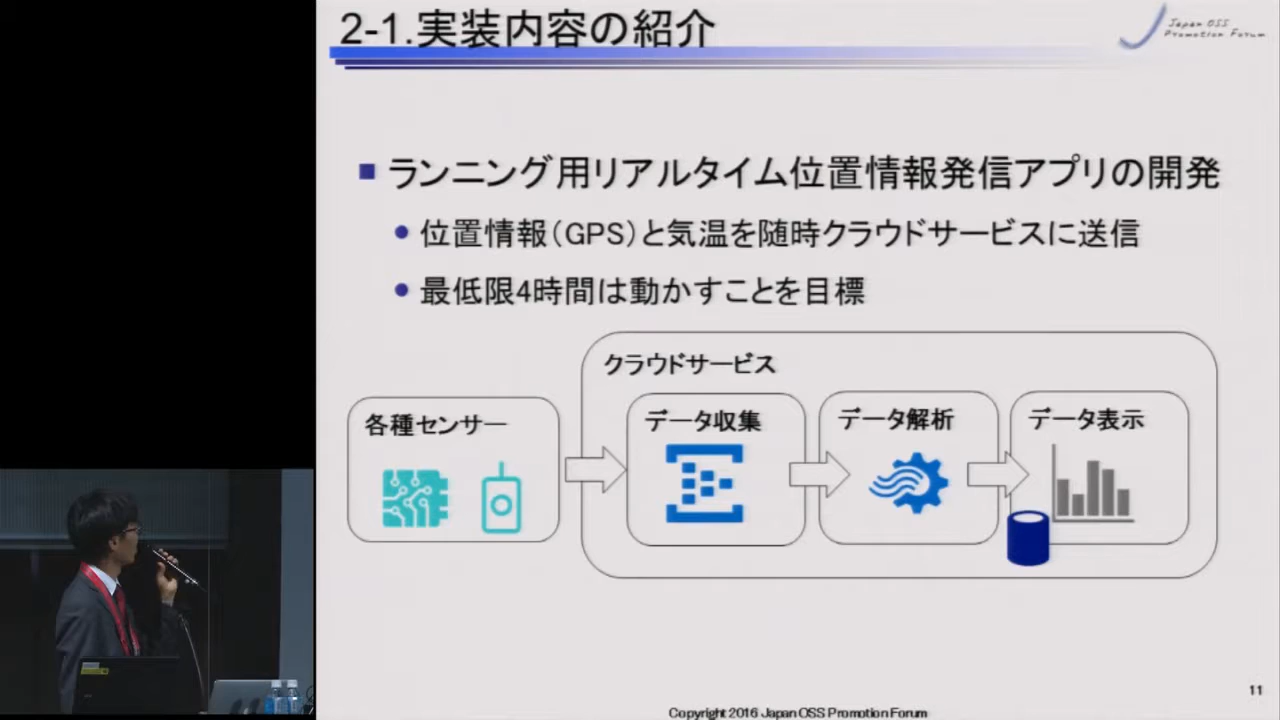 2-1.実装内容の紹介
Japan OSS
Promotion Forum
ランニング用リアルタイム位置情報発信アプリの開発
位置情報（GPS）と気温を随時クラウドサービスに送信
最低限4時間は動かすことを目標
クラウドサービス
各種センサー
データ収集
データ解析
データ表示
11
Copyright 2016 Japan OSS Promotion Forum